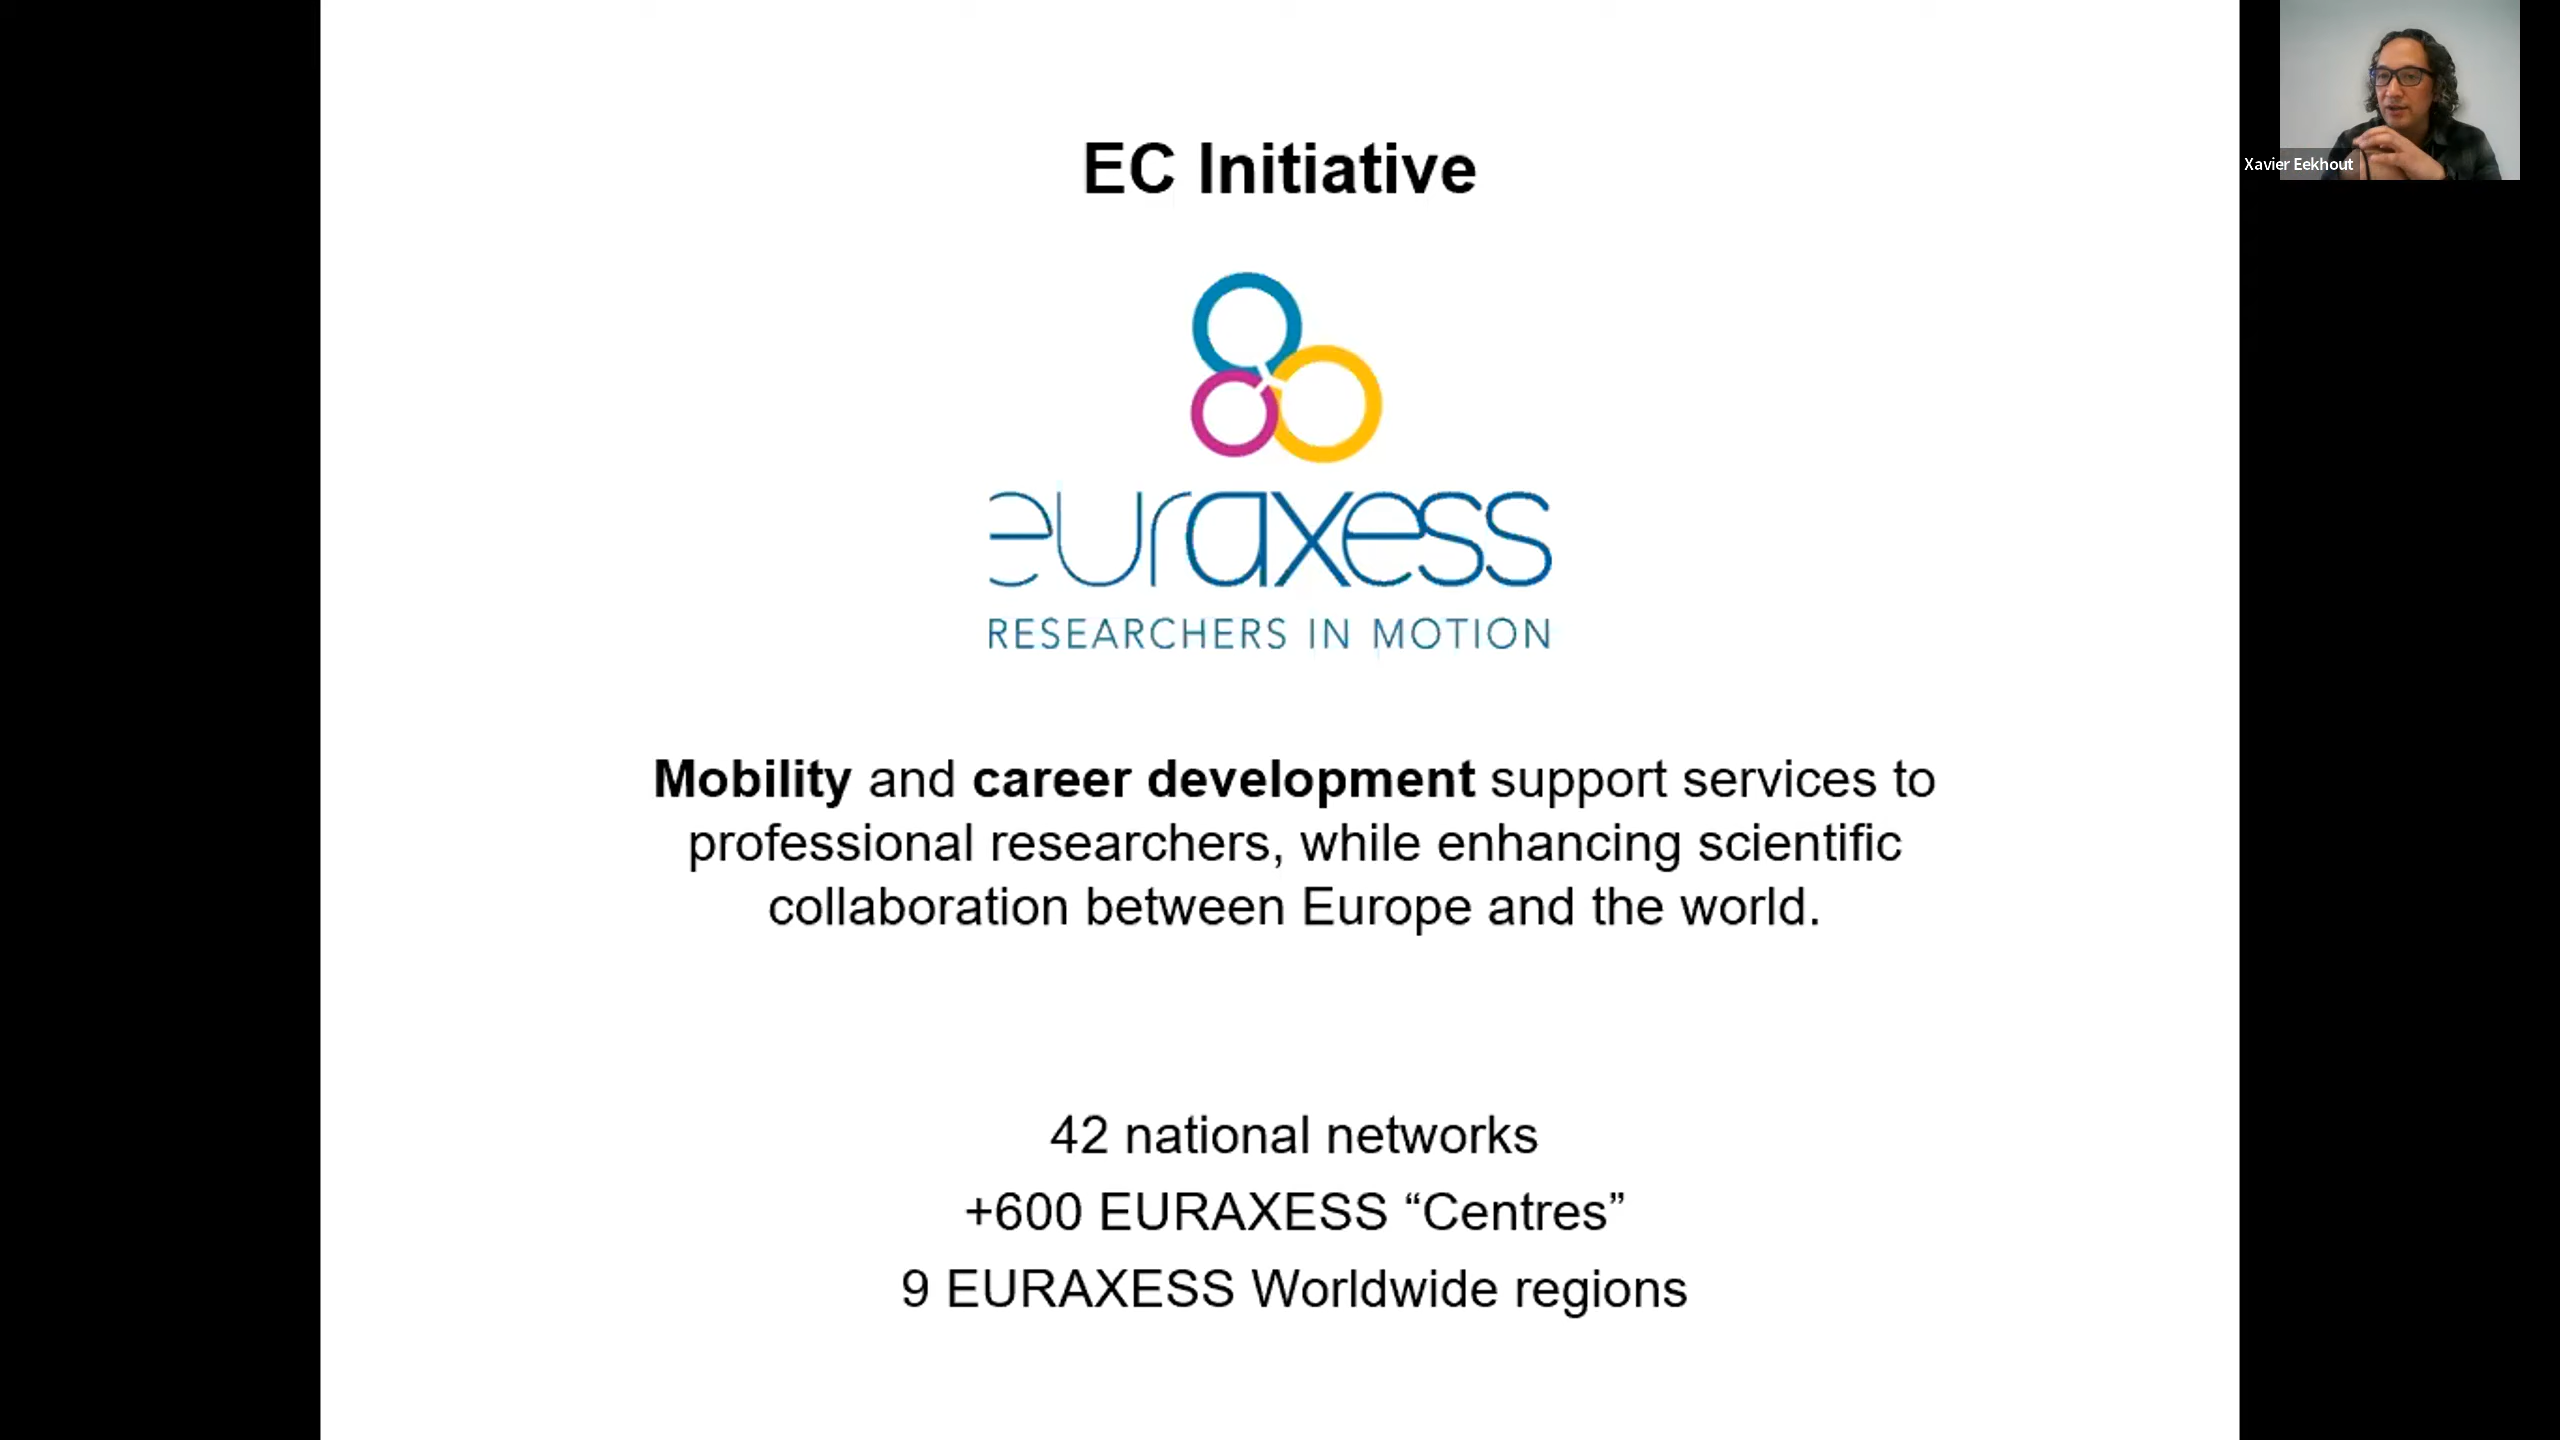 EC Initiative
euraxess
RESEARCHERS IN MOTION
Mobility and career development support services to
professional researchers, while enhancing scientific
collaboration between Europe and the world.
42 national networks
+600 EURAXESS “Centres”
9 EURAXESS Worldwide regions
Xavier Eekhout